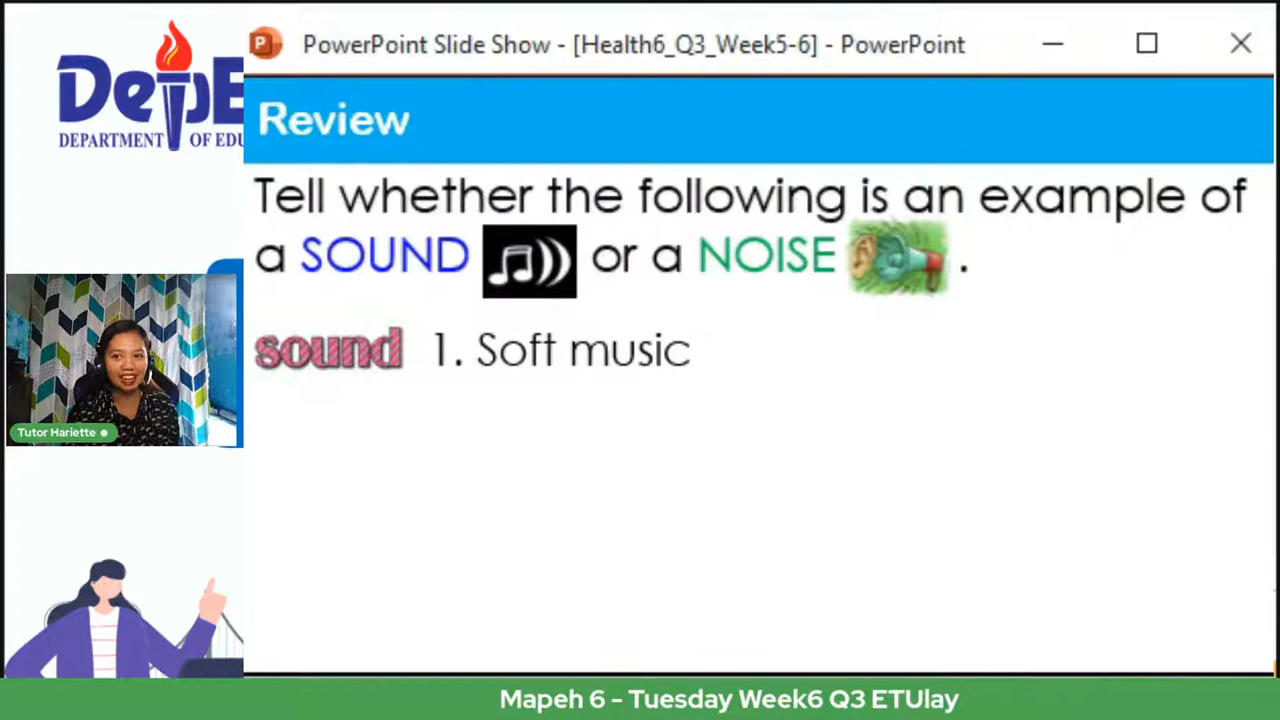 DepE
DEPARTMENT OF EDU
PowerPoint Slide Show - [Health6_Q3_Week5-6] - PowerPoint
Review
Tell whether the following is an example of
a SOUND or a NOISE .
sound 1. Soft music
Tutor Hariette
Mapeh 6 - Tuesday Week6 Q3 ETUlay